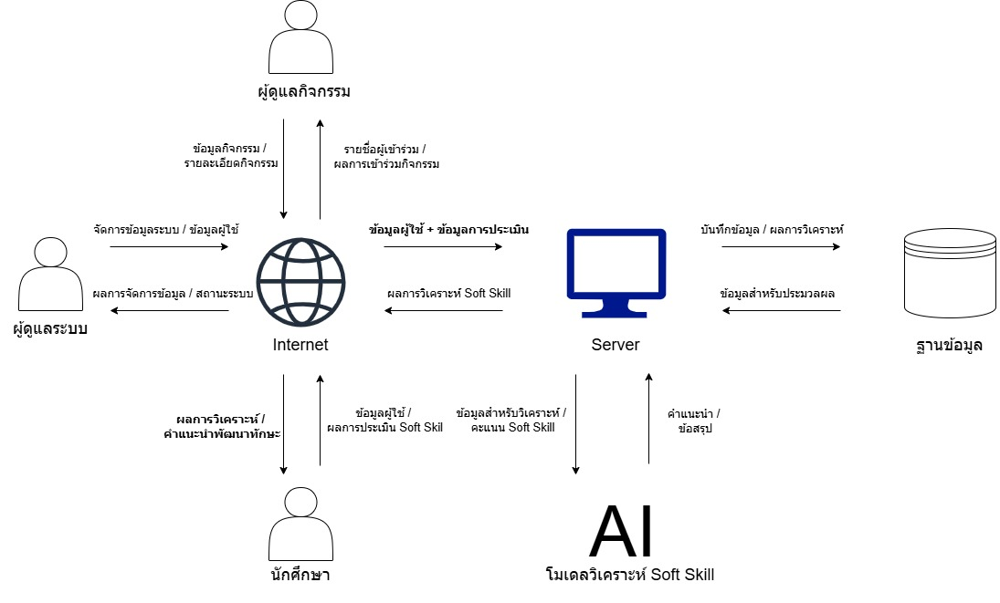 ผู้ดูแลกิจกรรม
ข้อมูลกิจกรรม /
รายละเอียดกิจกรรม
รายชื่อผู้เข้าร่วม /
ผลการเข้าร่วมกิจกรรม
จัดการข้อมูลระบบ / ข้อมูลผู้ใช้
ข้อมูลผู้ใช้ + ข้อมูลการประเมิน
บันทึกข้อมูล / ผลการวิเคราะห์
ผลการจัดการข้อมูล / สถานะระบบ
ผลการวิเคราะห์ Soft Skill
ข้อมูลสำหรับประมวลผล
ผู้ดูแลระบบ
Internet
Server
ฐานข้อมูล
ผลการวิเคราะห์ /
คำแนะนำพัฒนาทักษะ
ข้อมูลผู้ใช้ /
ผลการประเมิน Soft Skil
ข้อมูลสำหรับวิเคราะห์ /
คะแนน Soft Skill
คำแนะนำ /
ข้อสรุป
AI
นักศึกษา
โมเดลวิเคราะห์ Soft Skill